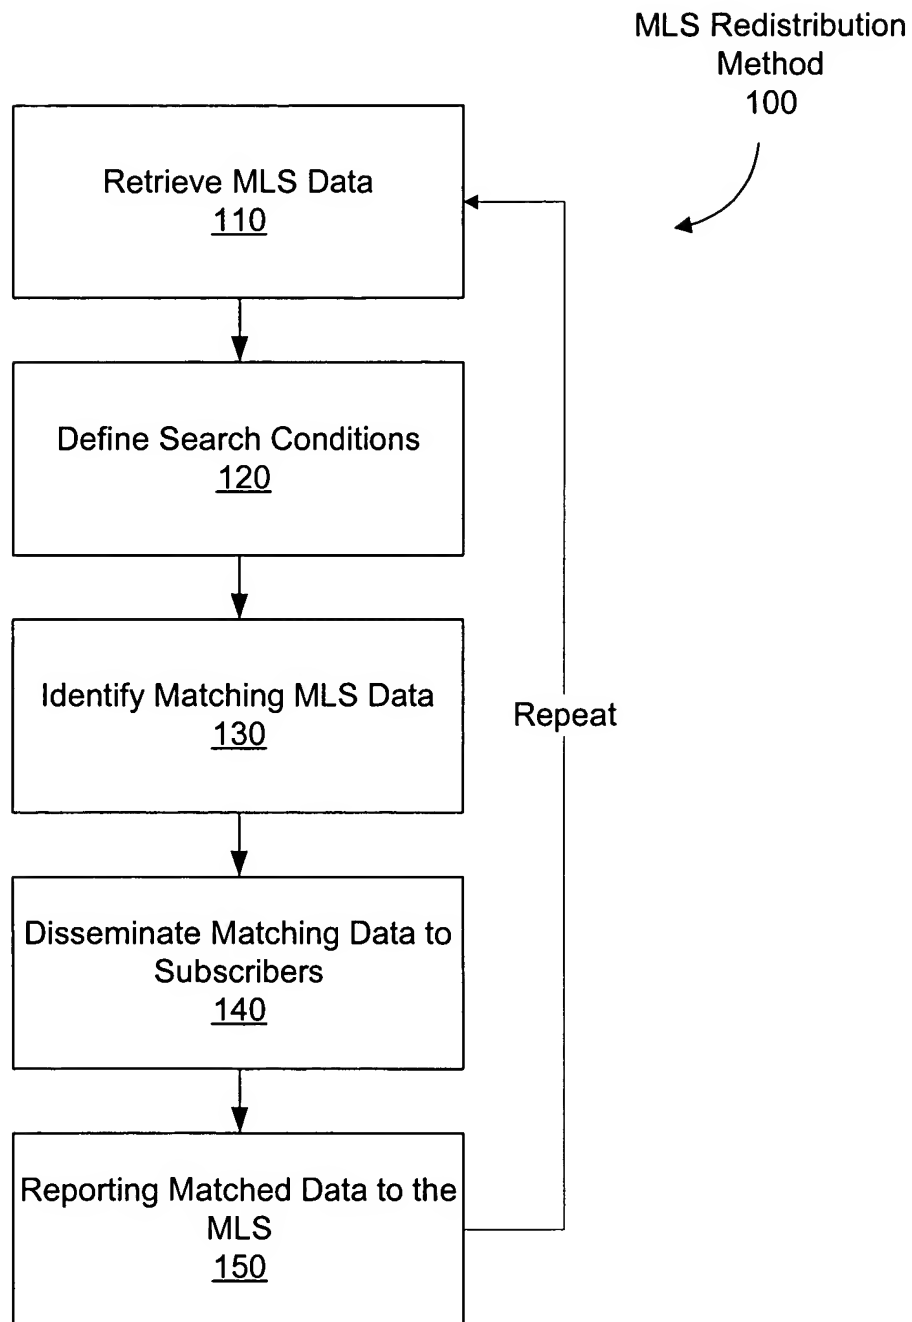 MLS Redistribution
Method
100
Retrieve MLS Data
110
Define Search Conditions
120
Identify Matching MLS Data
130
Repeat
Disseminate Matching Data to
Subscribers
140
Reporting Matched Data to the
MLS
150